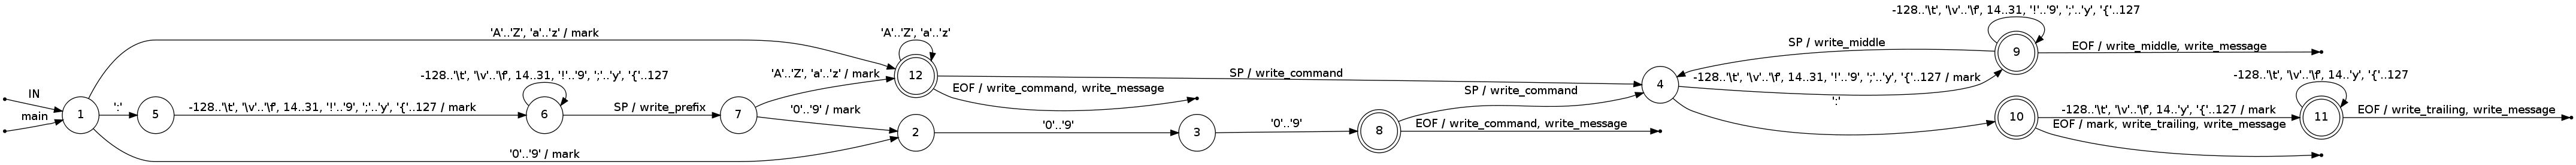 IN
main
1
':'
'A'..'Z', 'a'..'z' / mark
'0'..'9' / mark
5
-128..'\t', '\v'..'\f', 14..31, '!'..'9', ';'..'y', '{'..127 / mark
-128..'\t', '\v'..'\f', 14..31, '!'..'9', ';'..'y', '{'..127
6
SP / write_prefix
7
'A'..'Z', 'a'..'z' / mark
'0'..'9' / mark
'A'..'Z', 'a'..'z'
12
SP / write_command
EOF / write_command, write_message
2
'0'..'9'
3
'0'..'9'
8
SP / write_command
EOF / write_command, write_message
4
SP / write_middle
-128..'\t', '\v'..'\f', 14..31, '!'..'9', ';'..'y', '{'..127 / mark
':'
-128..'\t', '\v'..'\f', 14..31, '!'..'9', ';'..'y', '{'..127
9
EOF / write_middle, write_message
10
-128..'\t', '\v'..'\f', 14..'y', '{'..127 / mark
EOF / mark, write_trailing, write_message
-128..'\t', '\v'..'\f', 14..'y', '{'..127
11
EOF / write_trailing, write_message